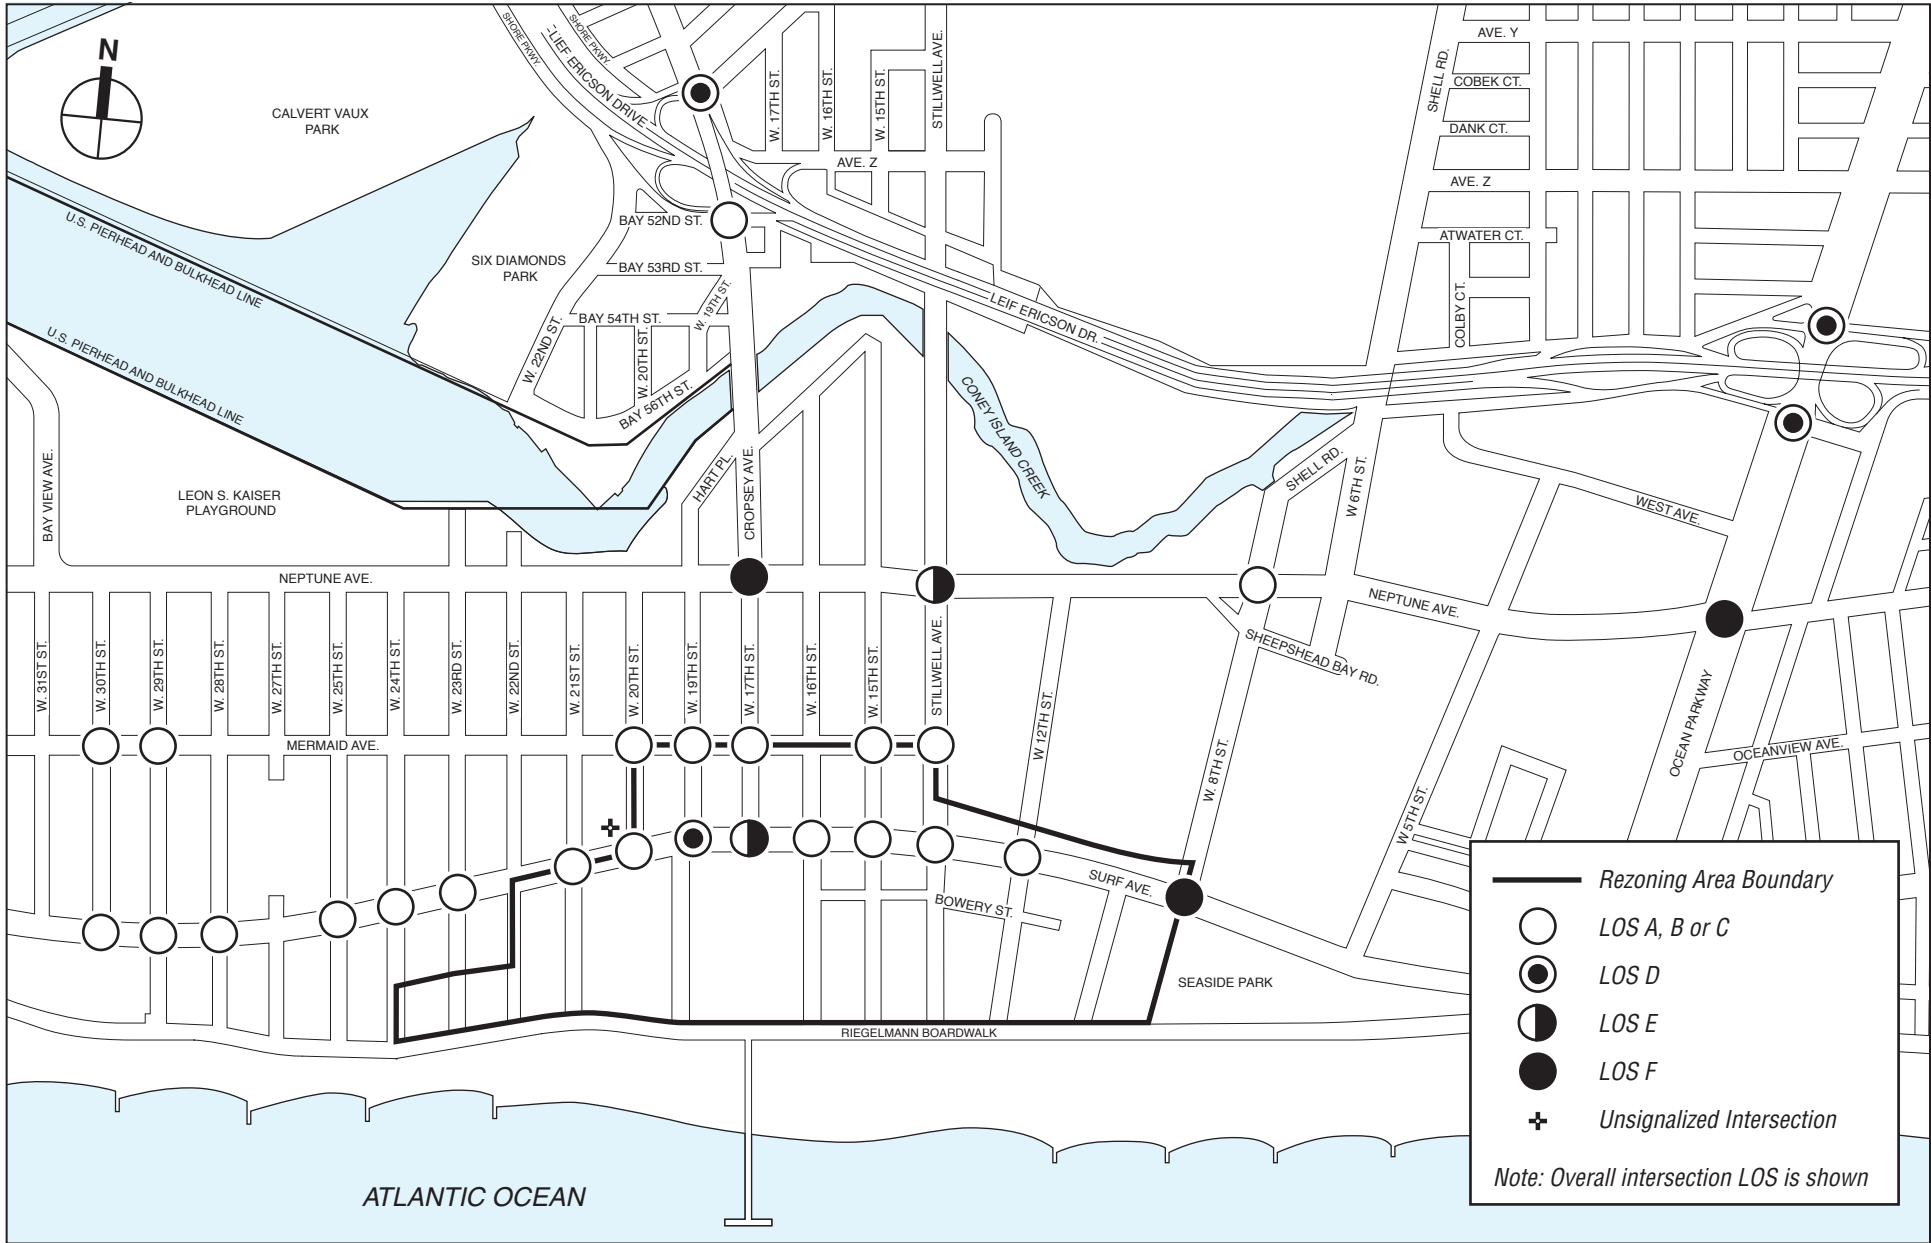 N
CALVERT VAUX
PARK
SHORE PKWY.
SHORE PKWY.
LIEF ERICSON DRIVE
W. 17TH ST.
W. 16TH ST.
W. 15TH ST.
STILLWELL AVE.
AVE. Z
SHELL RD.
AVE. Y
COBEK CT.
DANK CT.
AVE. Z
ATWATER CT.
COLBY CT.
U.S. PIERHEAD AND BULKHEAD LINE
U.S. PIERHEAD AND BULKHEAD LINE
SIX DIAMONDS
PARK
BAY 52ND ST.
BAY 53RD ST.
BAY 54TH ST.
W. 19TH ST.
W. 22ND ST.
W. 20TH ST.
BAY 56TH ST.
LEIF ERICSON DR.
CONEY ISLAND CREEK
HART PL.
CROPSEY AVE.
BAY VIEW AVE.
LEON S. KAISER
PLAYGROUND
SHELL RD.
W 6TH ST.
WEST AVE.
NEPTUNE AVE.
NEPTUNE AVE.
SHEEPSHEAD BAY RD.
W. 31ST ST.
W. 30TH ST.
W. 29TH ST.
W. 28TH ST.
W. 27TH ST.
W. 25TH ST.
W. 24TH ST.
W. 23RD ST.
W. 22ND ST.
W. 21ST ST.
W. 20TH ST.
W. 19TH ST.
W. 17TH ST.
W. 16TH ST.
W. 15TH ST.
STILLWELL AVE.
W 12TH ST.
W. 8TH ST.
W 5TH ST.
OCEAN PARKWAY
OCEANVIEW AVE.
MERMAID AVE.
SURF AVE.
BOWERY ST.
SEASIDE PARK
RIEGELMANN BOARDWALK
ATLANTIC OCEAN
Rezoning Area Boundary
LOS A, B or C
LOS D
LOS E
LOS F
Unsignalized Intersection
Note: Overall intersection LOS is shown